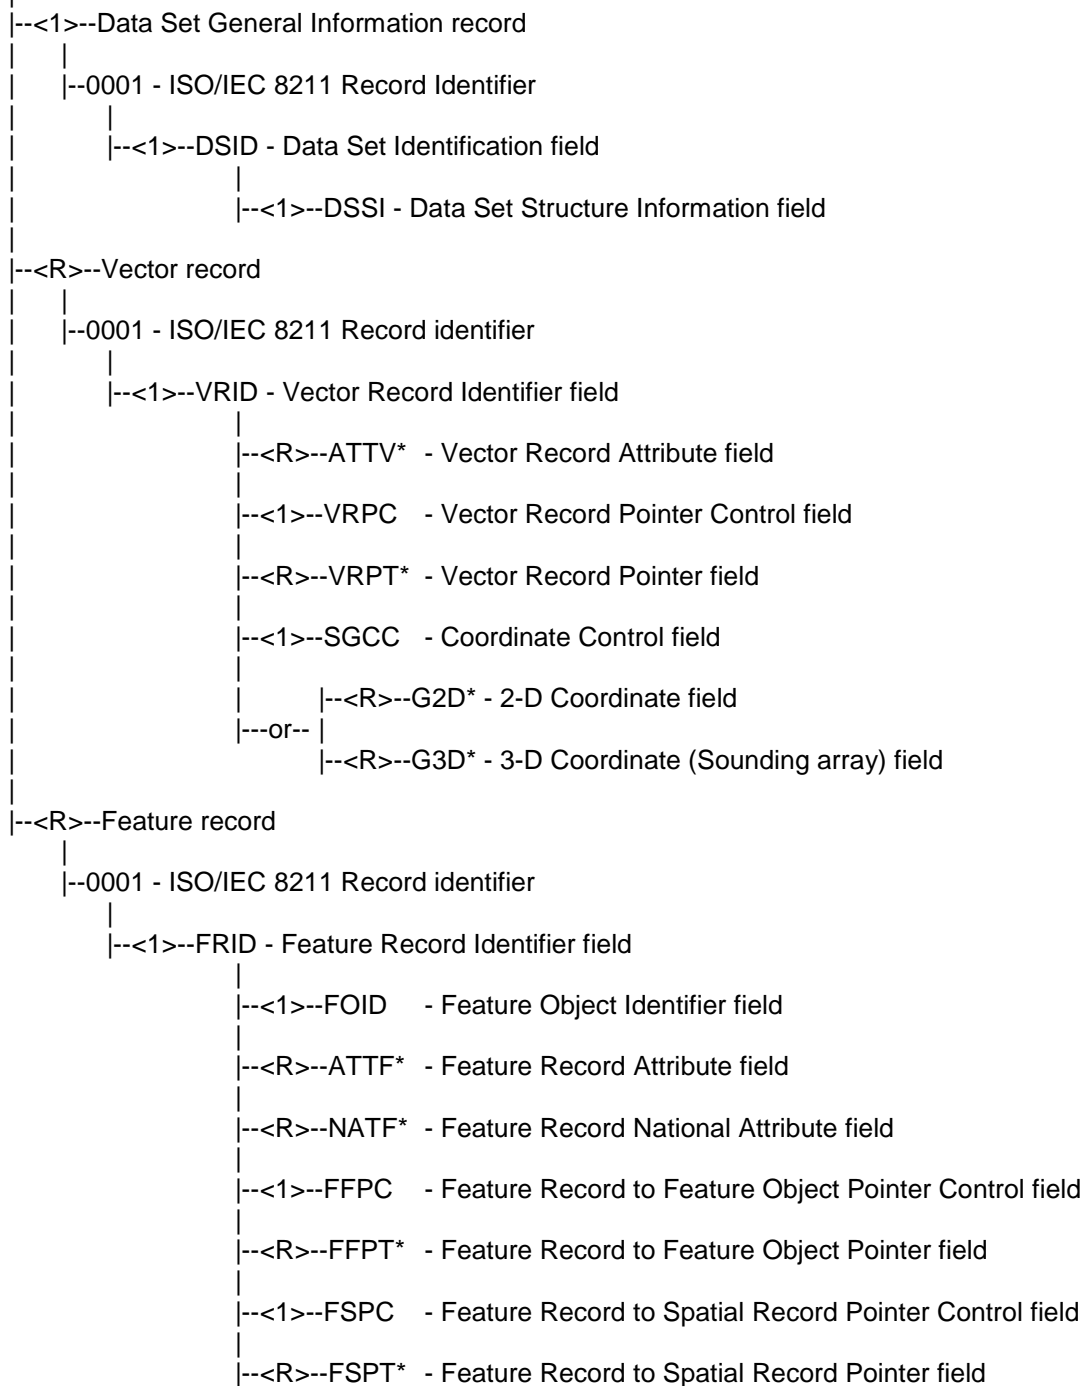 |--<1>--Data Set General Information record
|--0001 - ISO/IEC 8211 Record Identifier
|--<1>--DSID - Data Set Identification field
|--<1>--DSSI - Data Set Structure Information field
|--<R>--Vector record
|--0001 - ISO/IEC 8211 Record identifier
|--<1>--VRID - Vector Record Identifier field
|--<R>--ATTV* - Vector Record Attribute field
|--<1>--VRPC - Vector Record Pointer Control field
|--<R>--VRPT* - Vector Record Pointer field
|--<1>--SGCC - Coordinate Control field
|--<R>--G2D* - 2-D Coordinate field
|---or-- |
|--<R>--G3D* - 3-D Coordinate (Sounding array) field
|--<R>--Feature record
|--0001 - ISO/IEC 8211 Record identifier
|--<1>--FRID - Feature Record Identifier field
|--<1>--FOID - Feature Object Identifier field
|--<R>--ATTF* - Feature Record Attribute field
|--<R>--NATF* - Feature Record National Attribute field
|--<1>--FFPC - Feature Record to Feature Object Pointer Control field
|--<R>--FFPT* - Feature Record to Feature Object Pointer field
|--<1>--FSPC - Feature Record to Spatial Record Pointer Control field
|--<R>--FSPT* - Feature Record to Spatial Record Pointer field